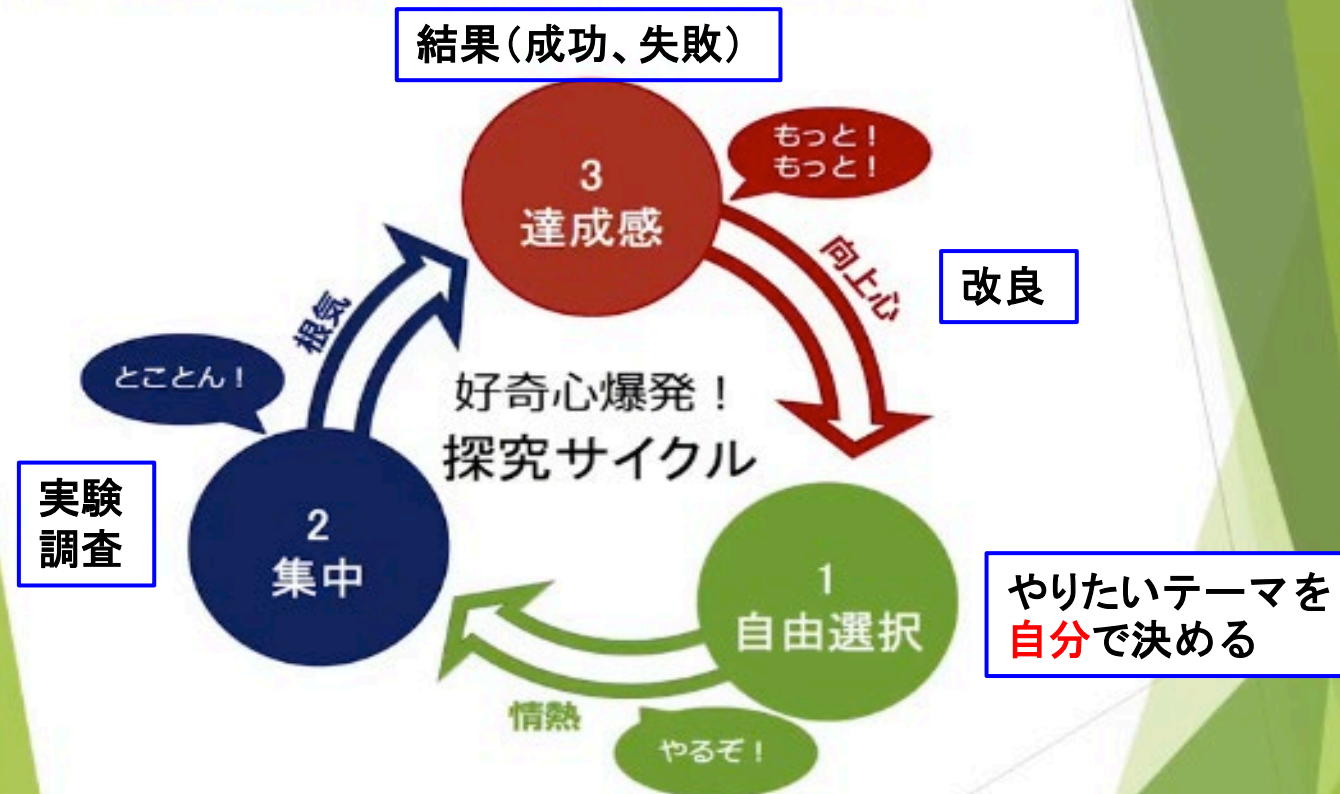 結果（成功、失敗）
3
達成感
もっと！
もっと！
向上心
改良
根気
とことん！
好奇心爆発！
探究サイクル
実験
調査
2
集中
1
自由選択
やりたいテーマを
自分で決める
情熱
やるぞ！